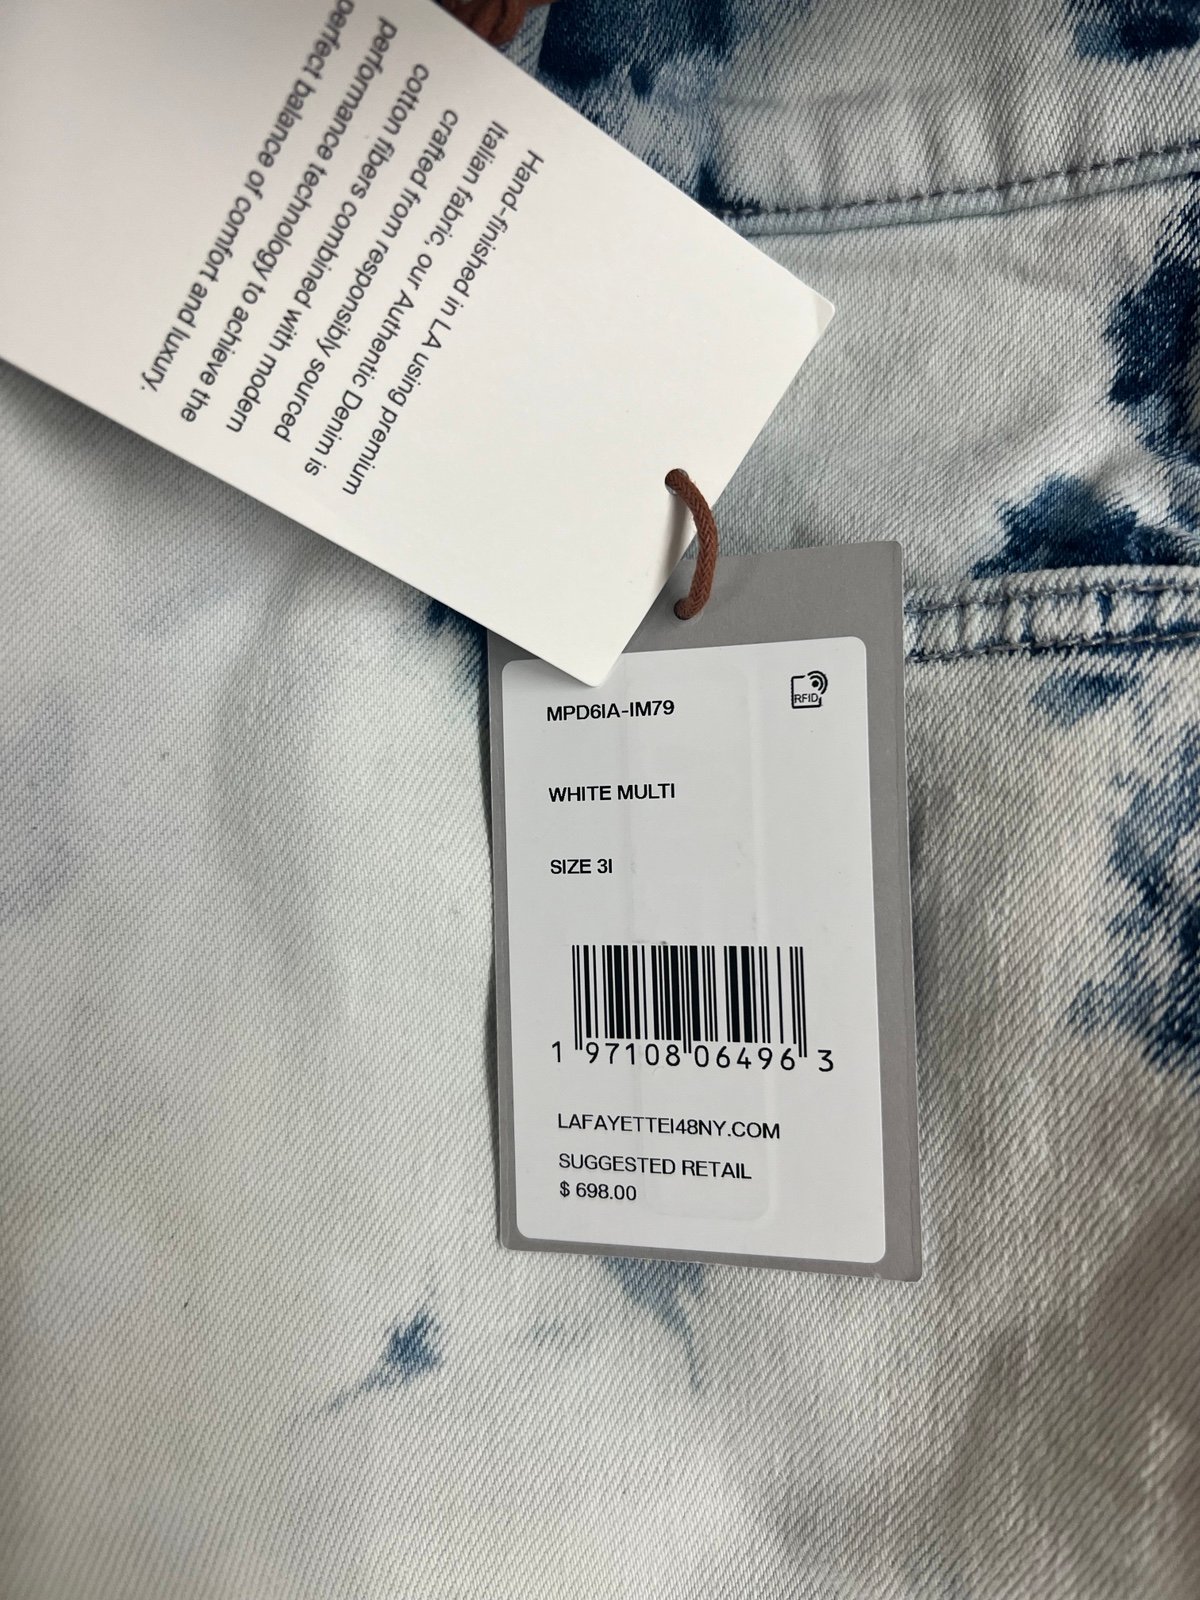 Hand-finished in LA using premium
Italian fabric, our Authentic Denim is
crafted from responsibly sourced
cotton fibers combined with modern
performance technology to achieve the
perfect balance of comfort and luxury.
RFID
MPD61A-1M79
WHITE MULTI
SIZE 31
1 97108 06496 3
LAFAYETTE148NY.COM
SUGGESTED RETAIL
$ 698.00